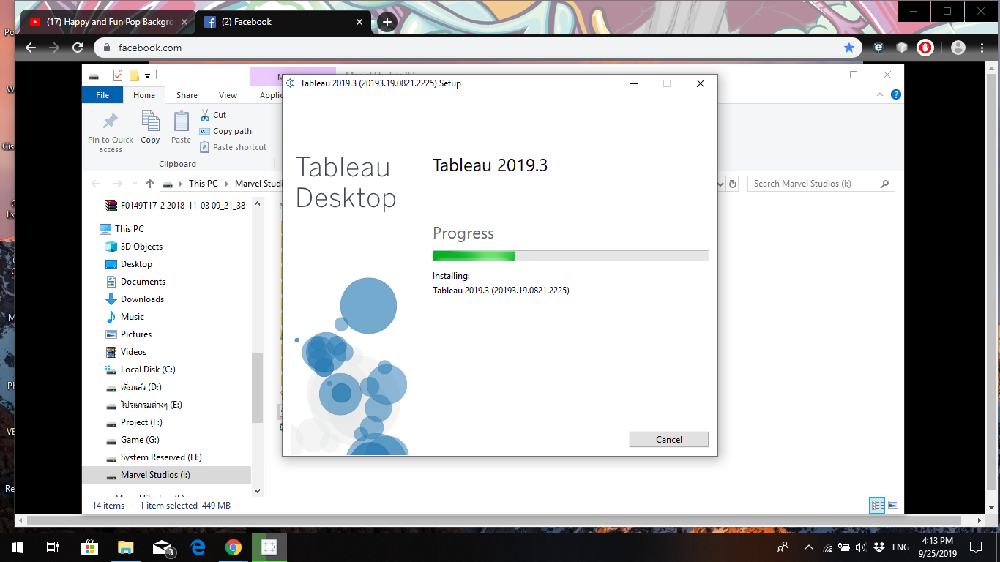 (17) Happy and Fun Pop Backgro
(2) Facebook
facebook.com
File
Home
Share
View
Applic
Pin to Quick
access
Copy
Paste
Cut
Copy path
Paste shortcut
Clipboard
This PC
Marvel Studi
Search Marvel Studios (I:)
F0149T17-2 2018-11-03 09_21_38
This PC
3D Objects
Desktop
Documents
Downloads
Music
Pictures
Videos
Local Disk (C:)
เต็มแล้ว (D:)
โปรแกรมต่างๆ (E:)
Project (F:)
Game (G:)
System Reserved (H:)
Marvel Studios (I:)
14 items
1 item selected 449 MB
Tableau 2019.3 (20193.19.0821.2225) Setup
Tableau
Desktop
Tableau 2019.3
Progress
Installing:
Tableau 2019.3 (20193.19.0821.2225)
Cancel
3
ENG
4:13 PM
9/25/2019